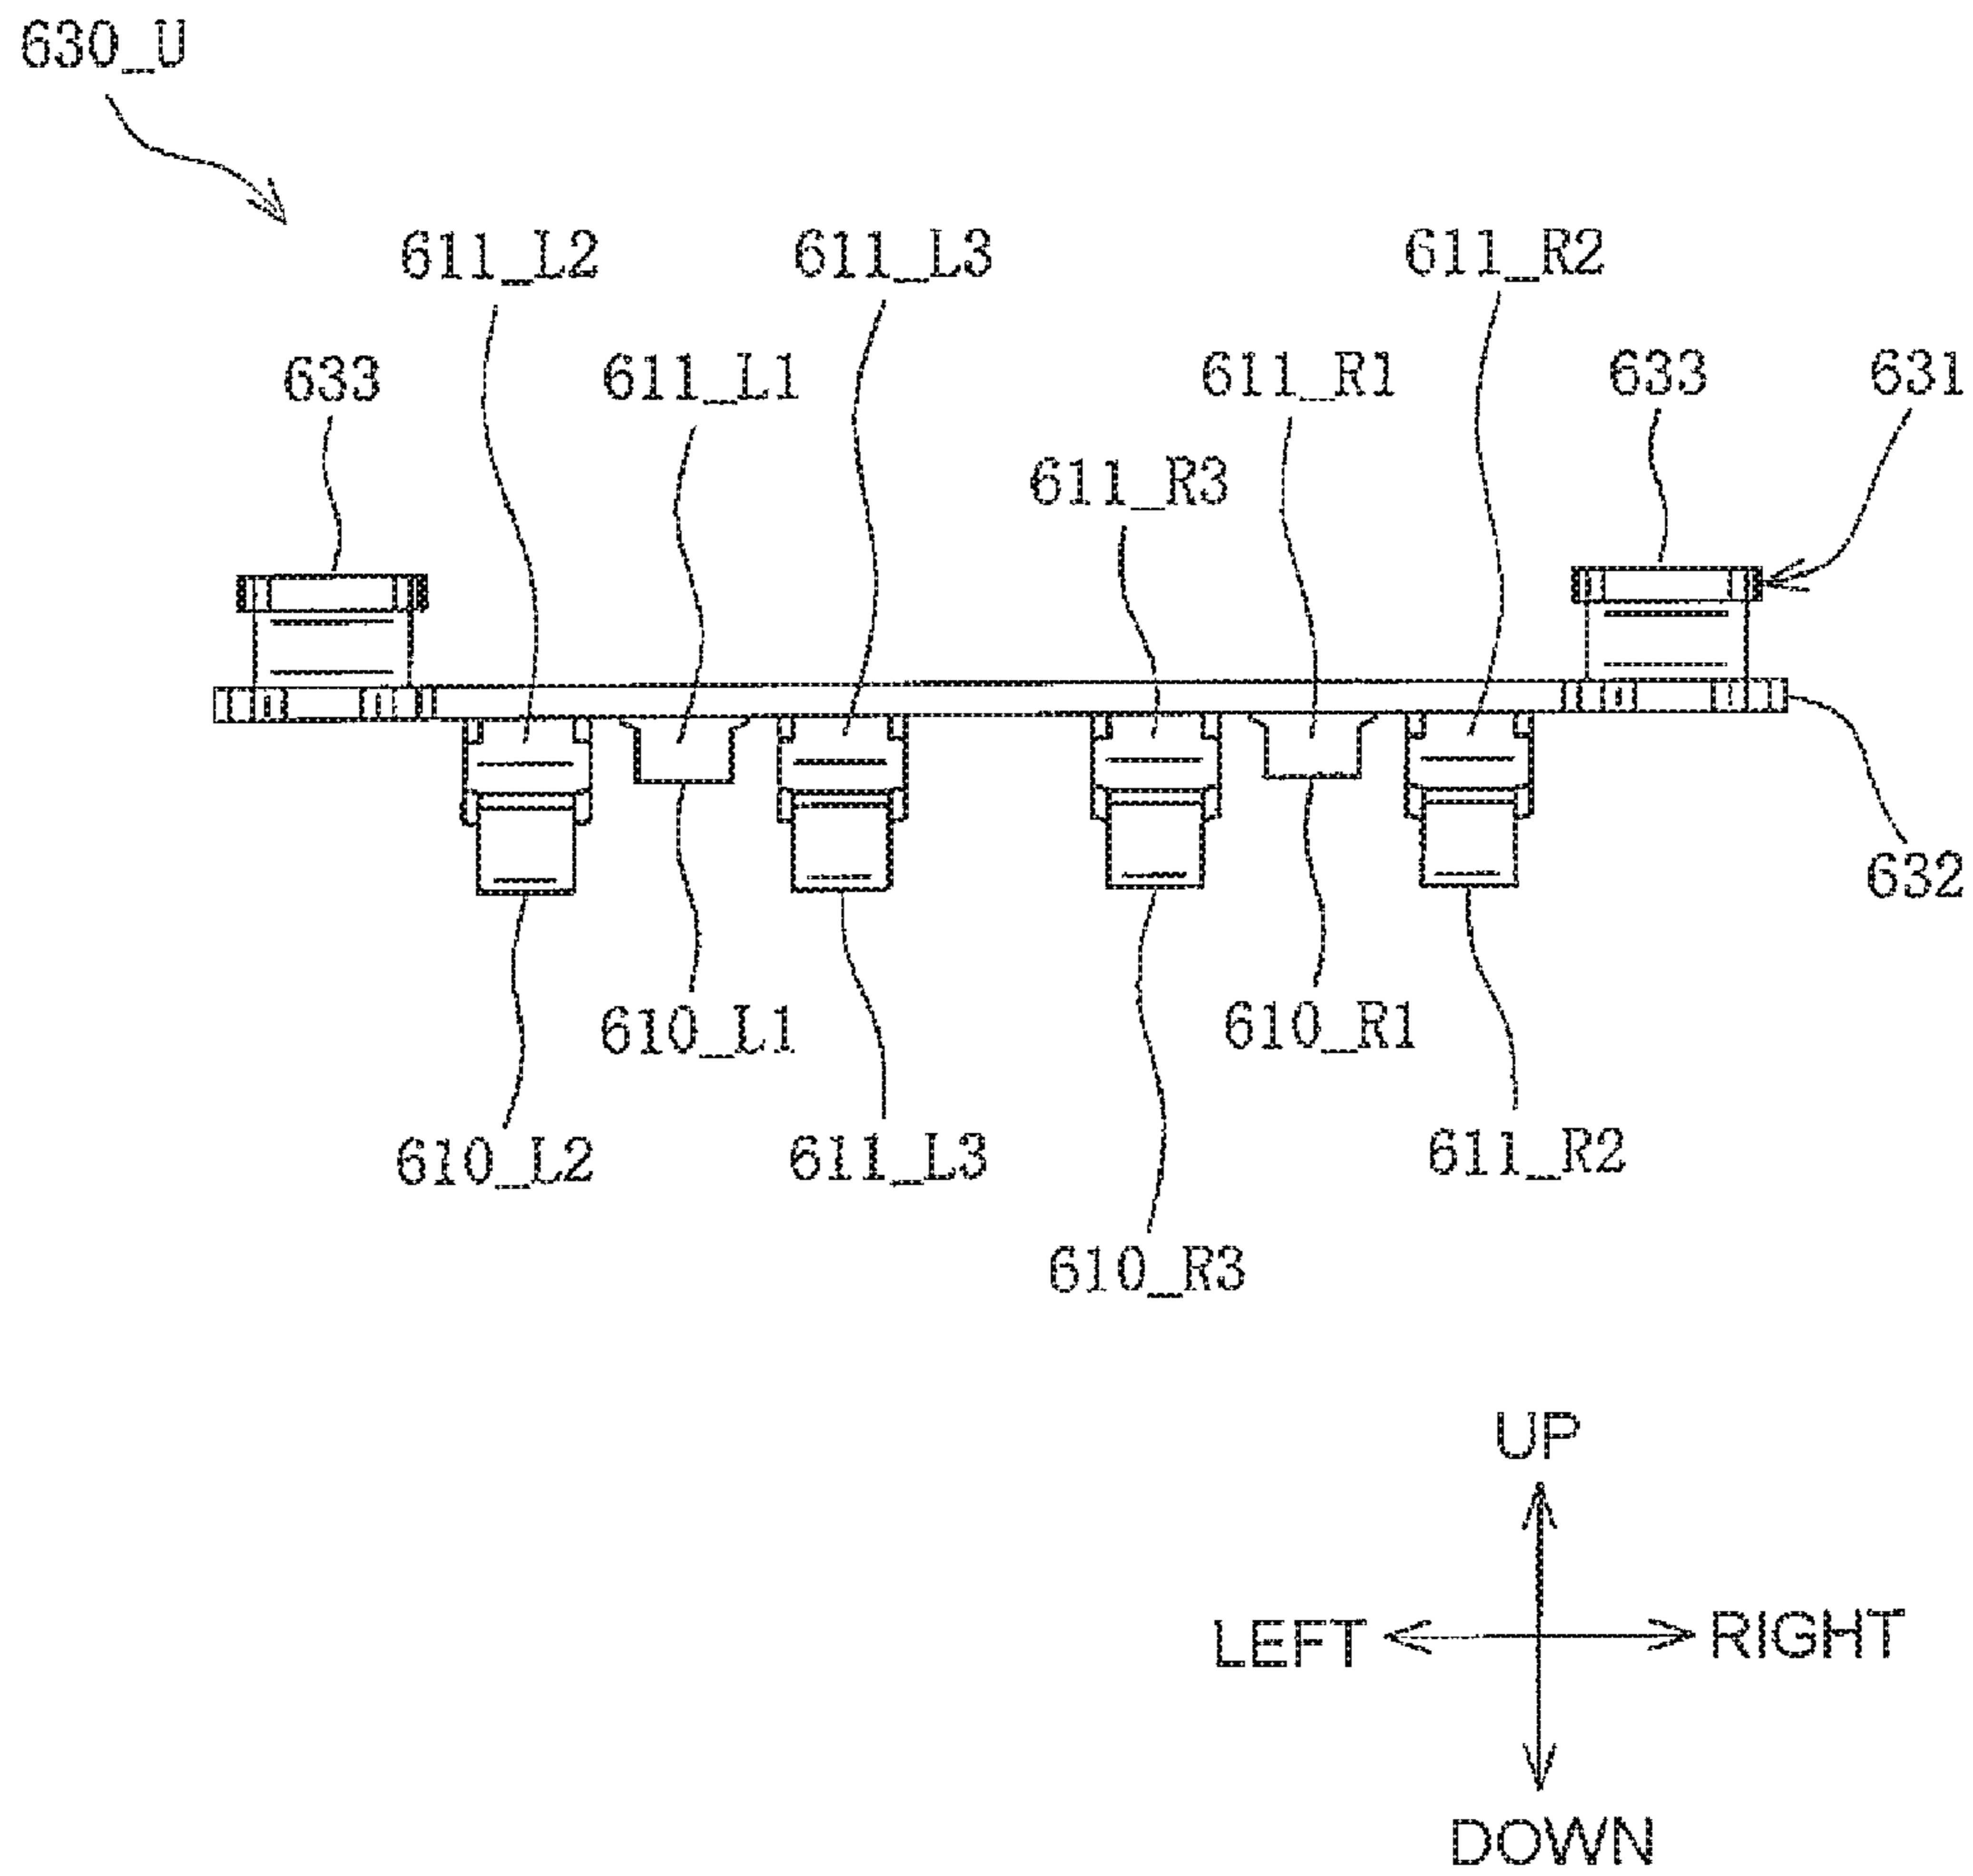 630_U
611_L2 611_L3 611_R2
633 611_L1 611_R1 633 631
611_R3
632
610_L1 610_R1
610_L2 611_L3 611_R2
610_R3
UP
LEFT RIGHT
DOWN